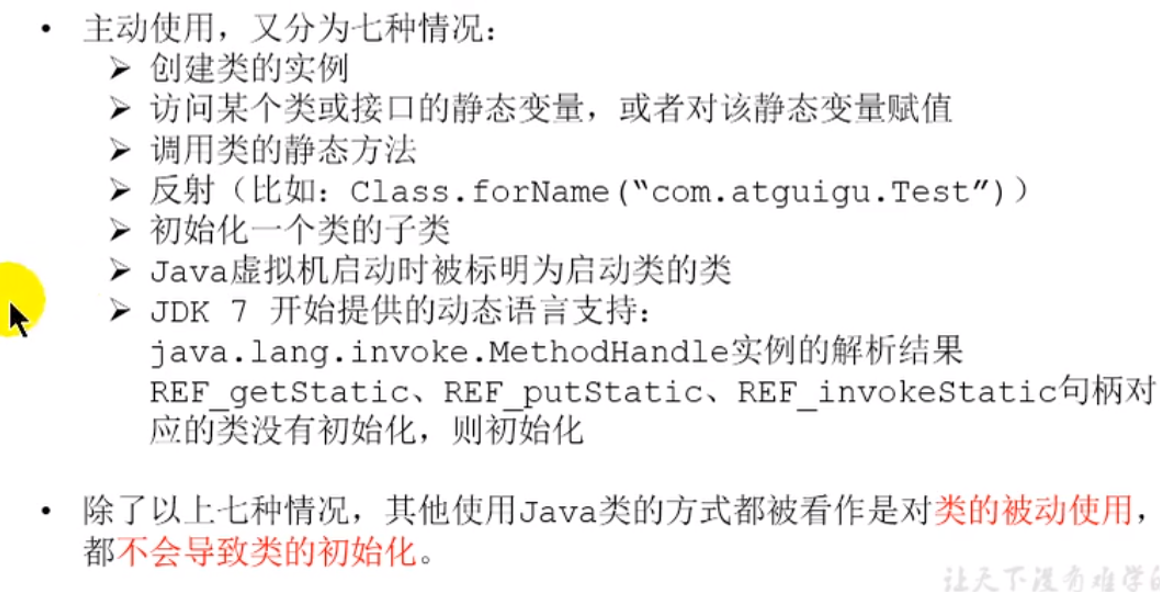 • 主动使用，又分为七种情况：
➢ 创建类的实例
➢ 访问某个类或接口的静态变量，或者对该静态变量赋值
➢ 调用类的静态方法
➢ 反射（比如：Class.forName(“com.atguigu.Test”)）
➢ 初始化一个类的子类
➢ Java虚拟机启动时被标明为启动类的类
➢ JDK 7 开始提供的动态语言支持：
java.lang.invoke.MethodHandle实例的解析结果
REF_getStatic、REF_putStatic、REF_invokeStatic句柄对
应的类没有初始化，则初始化
• 除了以上七种情况，其他使用Java类的方式都被看作是对类的被动使用，
都不会导致类的初始化。
让天下没有难学的